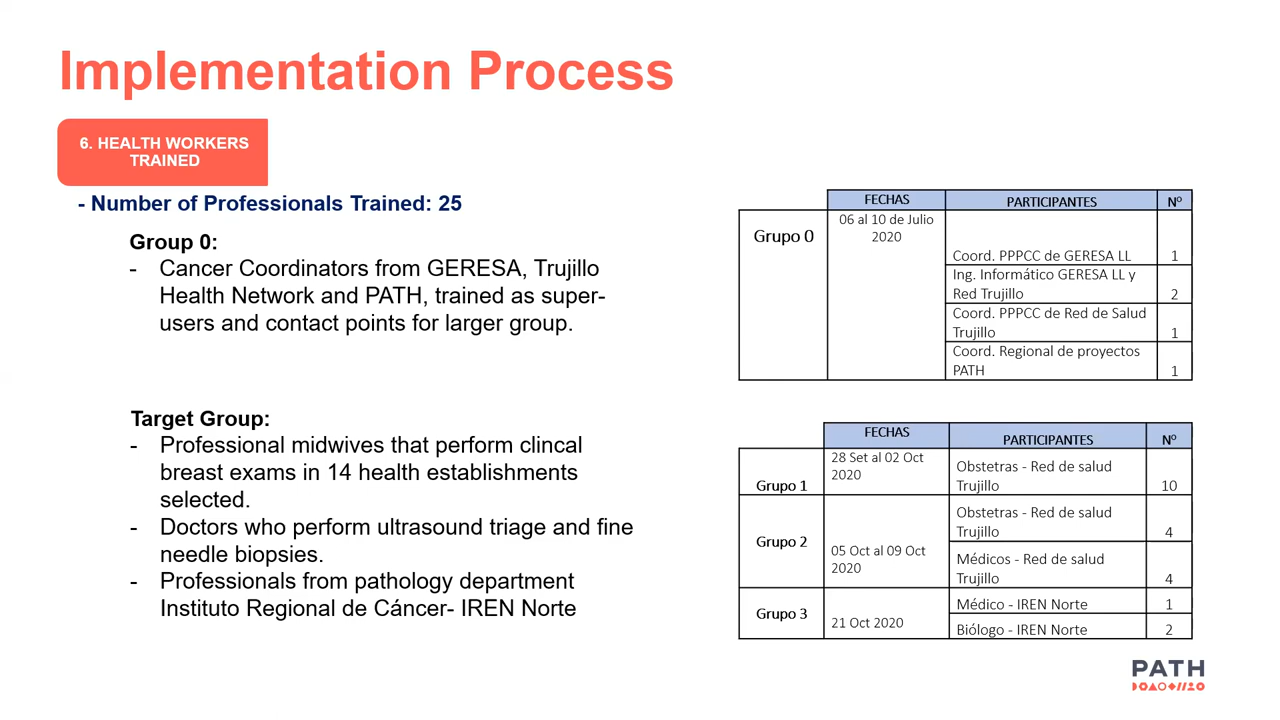 Implementation Process
6. HEALTH WORKERS
TRAINED
- Number of Professionals Trained: 25
Group 0:
- Cancer Coordinators from GERESA, Trujillo
Health Network and PATH, trained as super-
users and contact points for larger group.
Target Group:
- Professional midwives that perform clincal
breast exams in 14 health establishments
selected.
- Doctors who perform ultrasound triage and fine
needle biopsies.
- Professionals from pathology department
Instituto Regional de Cáncer- IREN Norte
FECHAS PARTICIPANTES Nº
Grupo 0
06 al 10 de Julio
2020
Coord. PPPCC de GERESA LL 1
Ing. Informático GERESA LL y
Red Trujillo 2
Coord. PPPCC de Red de Salud
Trujillo 1
Coord. Regional de proyectos
PATH 1
FECHAS PARTICIPANTES Nº
Grupo 1
28 Set al 02 Oct
2020
Obstetras - Red de salud
Trujillo 10
Grupo 2
05 Oct al 09 Oct
2020
Obstetras - Red de salud
Trujillo 4
Médicos - Red de salud
Trujillo 4
Grupo 3
21 Oct 2020
Médico - IREN Norte 1
Biólogo - IREN Norte 2
PATH